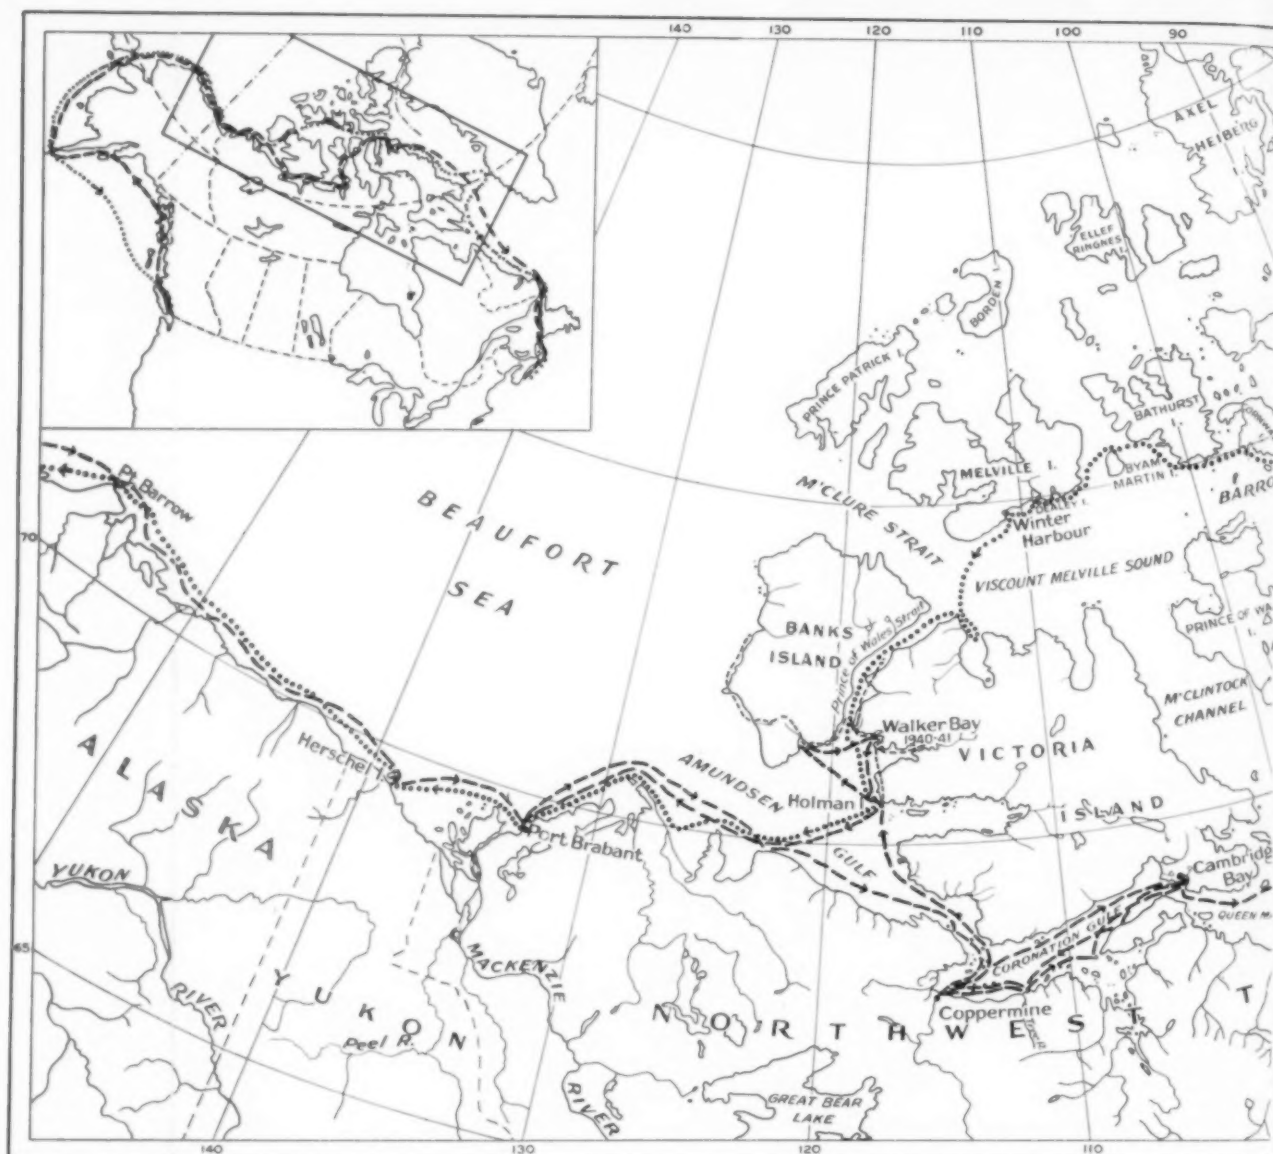 140 130 120 110 100 90
AXEL
HEIBERG
ELLEF
RINGNES
I.
BORDEN I.
PRINCE PATRICK I.
BATHURST
MELVILLE I.
BYAM
MARTIN I.
BARRO
DEALEY I.
Winter
Harbour
M'CLURE STRAIT
VISCOUNT MELVILLE SOUND
PRINCE OF WA
I.
Pt. Barrow
BEAUFORT
SEA
70
BANKS
ISLAND
Prince of Wales Strait
M'CLINTOCK
CHANNEL
Walker Bay
1940-41
VICTORIA
ISLAND
ALASKA
Herschel I.
AMUNDSEN
GULF
Holman
Port Brabant
Cambridg
Bay
QUEEN M
CORONATION GULF
YUKON
RIVER
65
MACKENZIE
RIVER
YUKON
Peel R.
Coppermine
NORTHWEST T
GREAT BEAR
LAKE
140 130 120 110